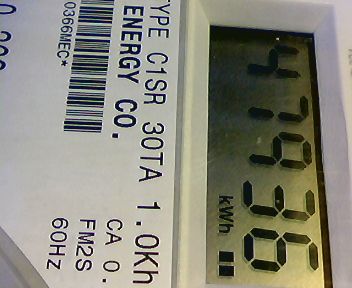 47936
kWh
TYPE C1SR 30TA 1.0Kh
ENERGY CO.
CA 0.
FM2S
0366MEC*
60HZ